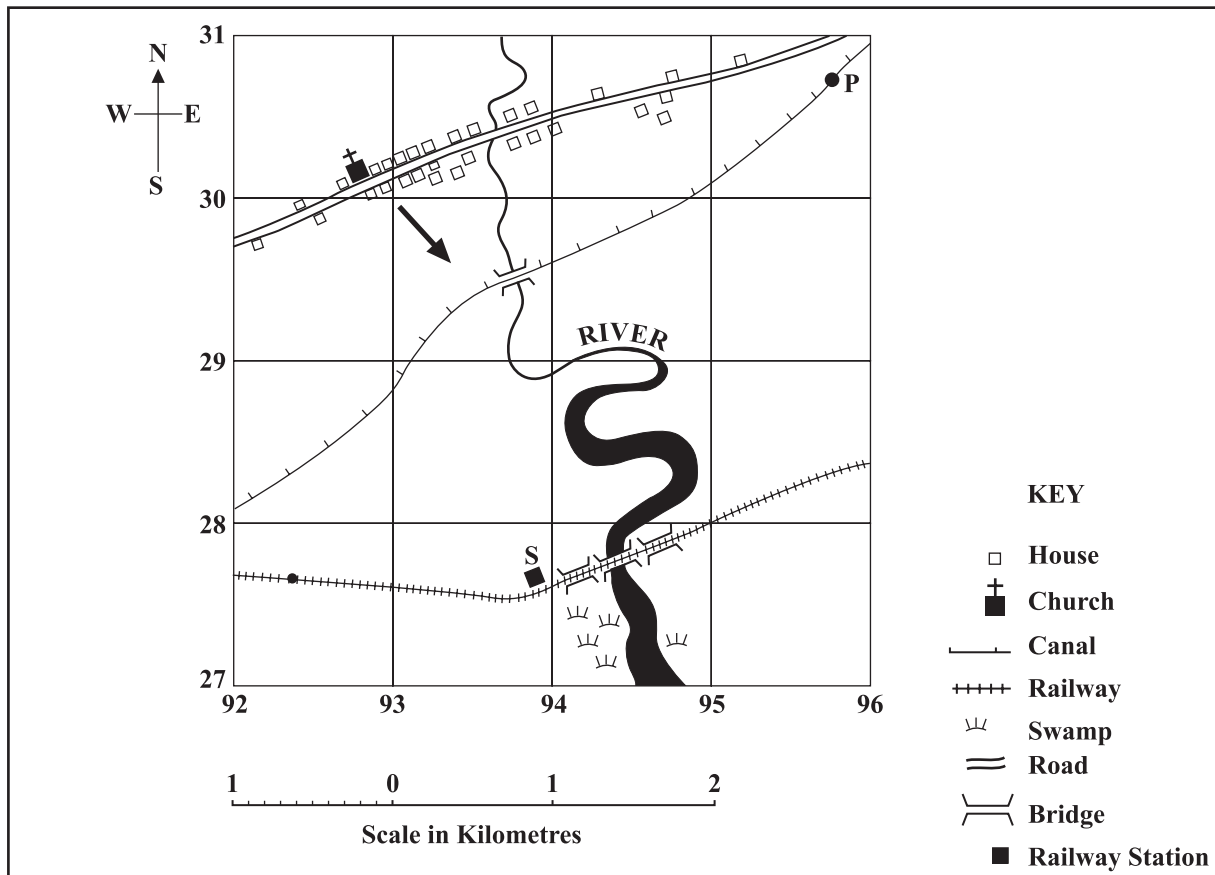 31
N
W E
S
P
30
RIVER
29
28
S
27
92 93 94 95 96
1 0 1 2
Scale in Kilometres
KEY
House
Church
Canal
Railway
Swamp
Road
Bridge
Railway Station